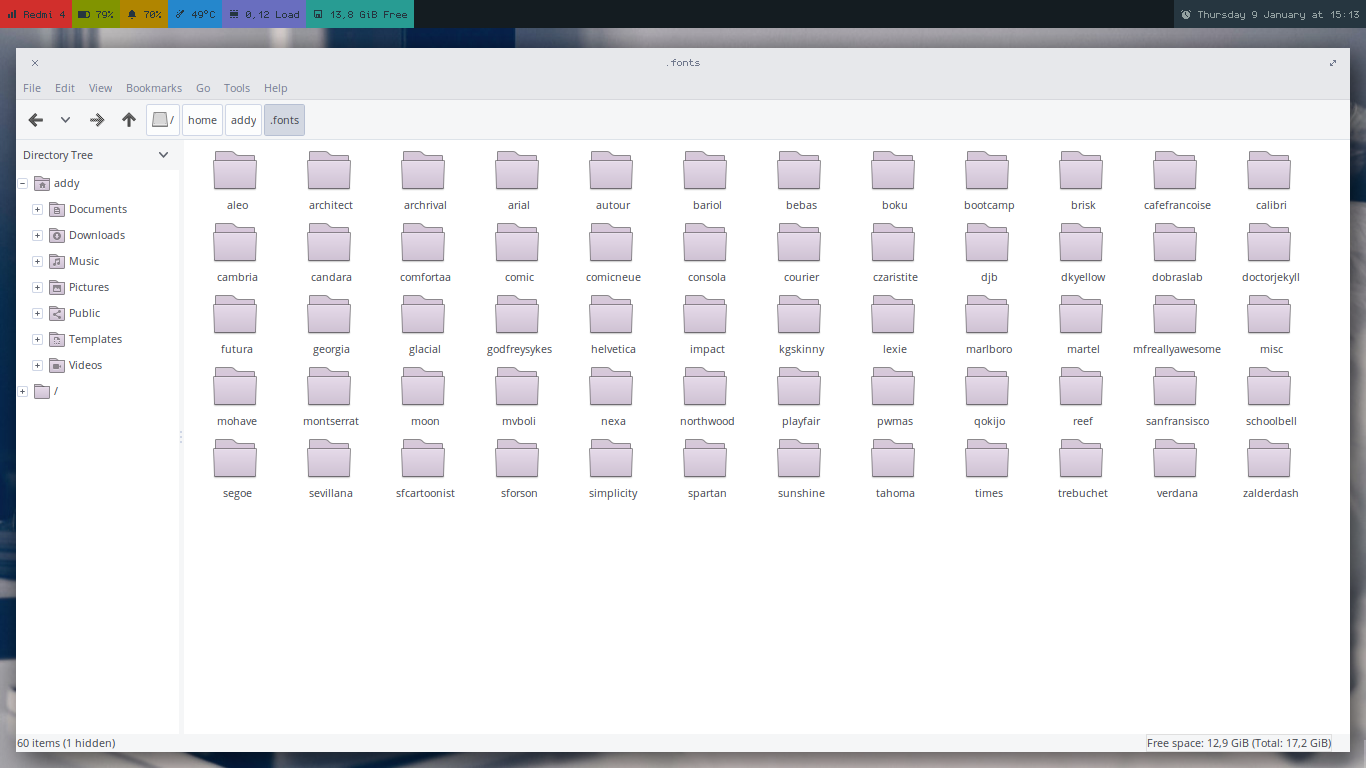 Redmi 4 79% 70% 49°C 0,12 Load 13,8 GiB Free Thursday 9 January at 15:13
.fonts
File Edit View Bookmarks Go Tools Help
/ home addy .fonts
Directory Tree
addy
Documents
Downloads
Music
Pictures
Public
Templates
Videos
/
aleo architect archrival arial autour bariol bebas boku bootcamp brisk cafefrancoise calibri
cambria candara comfortaa comic comicneue consola courier czaristite djb dkyellow dobraslab doctorjekyll
futura georgia glacial godfreysykes helvetica impact kgskinny lexie marlboro martel mfreallyawesome misc
mohave montserrat moon mvboli nexa northwood playfair pwmas qokijo reef sanfransisco schoolbell
segoe sevillana sfcartoonist sforson simplicity spartan sunshine tahoma times trebuchet verdana zalderdash
60 items (1 hidden) Free space: 12,9 GiB (Total: 17,2 GiB)